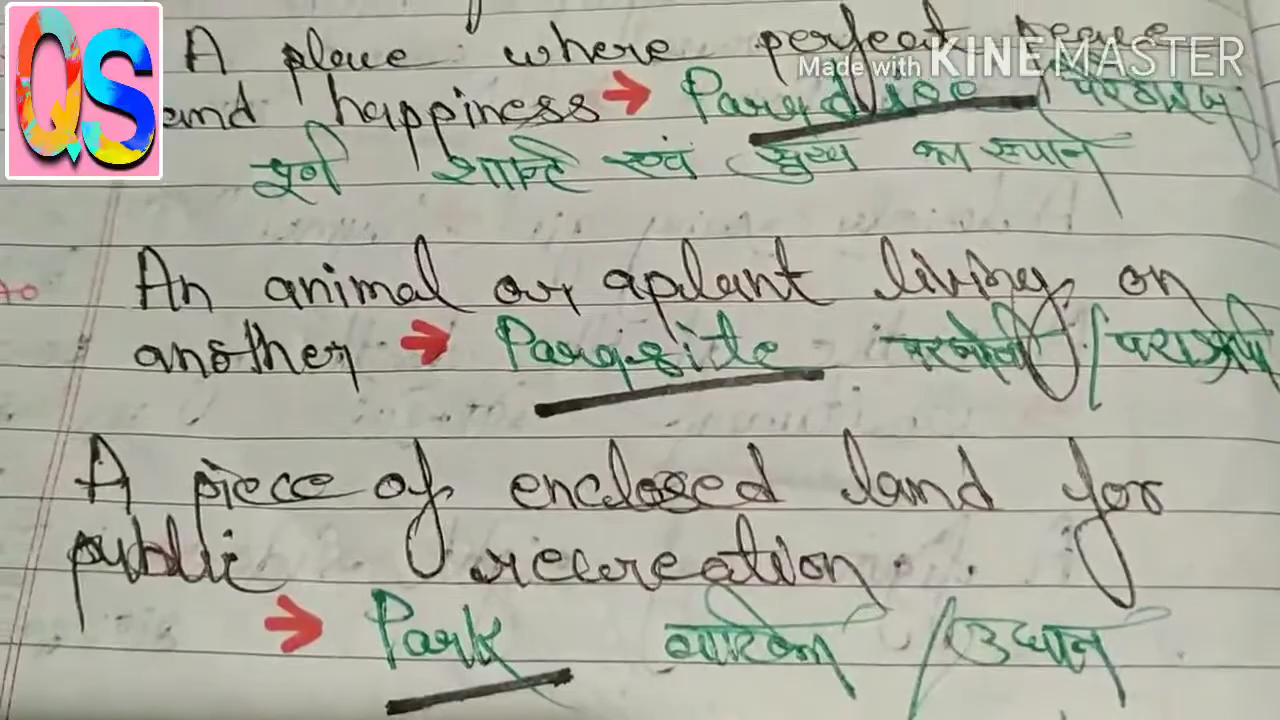 QS
A place where perfect peace
Made with KINEMASTER
and happiness → Paradise /
पूर्ण शान्ति एवं सुख का स्थान
An animal or aplant living on
another → Parasite परजीवी / पराश्रयी
A piece of enclosed land for
public recreation.
→ Park वाटिका / उद्यान